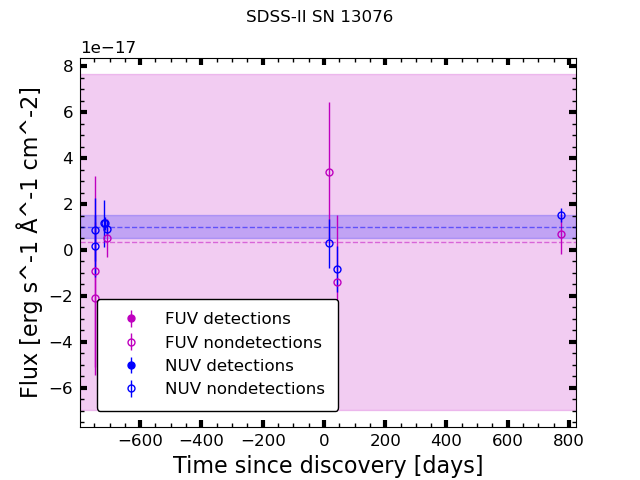 SDSS-II SN 13076
1e−17
8
6
4
2
0
−2
−4
−6
Flux [erg s^-1 Å^-1 cm^-2]
FUV detections
FUV nondetections
NUV detections
NUV nondetections
−600 −400 −200 0 200 400 600 800
Time since discovery [days]